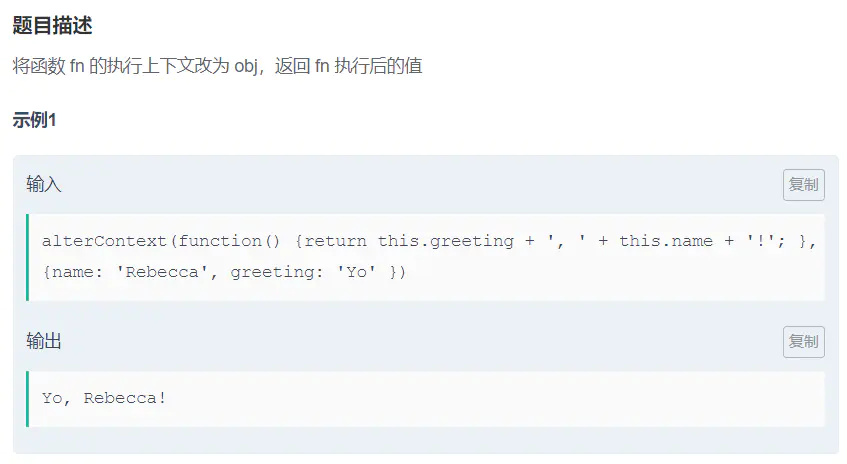 题目描述
将函数 fn 的执行上下文改为 obj，返回 fn 执行后的值
示例1
输入
复制
alterContext(function() {return this.greeting + ', ' + this.name + '!'; },
{name: 'Rebecca', greeting: 'Yo' })
输出
复制
Yo, Rebecca!